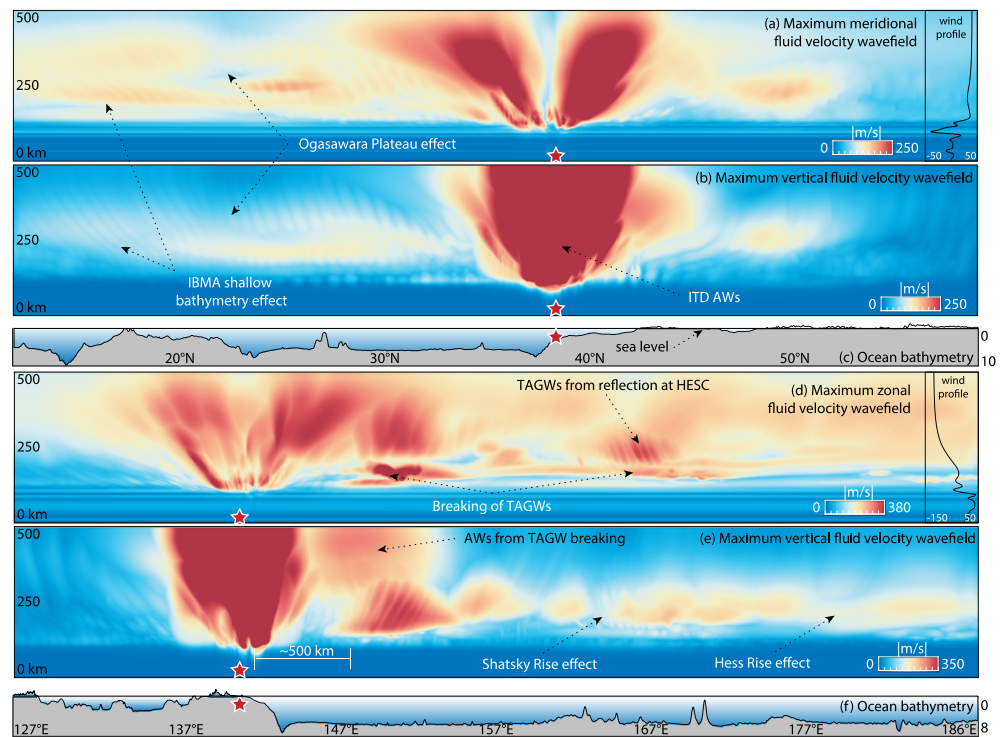 500
(a) Maximum meridional
fluid velocity wavefield
wind
profile
250
Ogasawara Plateau effect
|m/s|
0 250
0 km
-50 50
500
(b) Maximum vertical fluid velocity wavefield
250
IBMA shallow
bathymetry effect
ITD AWs
|m/s|
0 250
0 km
sea level
0
20°N 30°N 40°N 50°N (c) Ocean bathymetry 10
500
TAGWs from reflection at HESC
(d) Maximum zonal
fluid velocity wavefield
wind
profile
250
Breaking of TAGWs
|m/s|
0 380
0 km
-150 50
500
AWs from TAGW breaking
(e) Maximum vertical fluid velocity wavefield
250
~500 km
Shatsky Rise effect
Hess Rise effect
|m/s|
0 350
0 km
(f) Ocean bathymetry 0
127°E 137°E 147°E 157°E 167°E 177°E 186°E 8